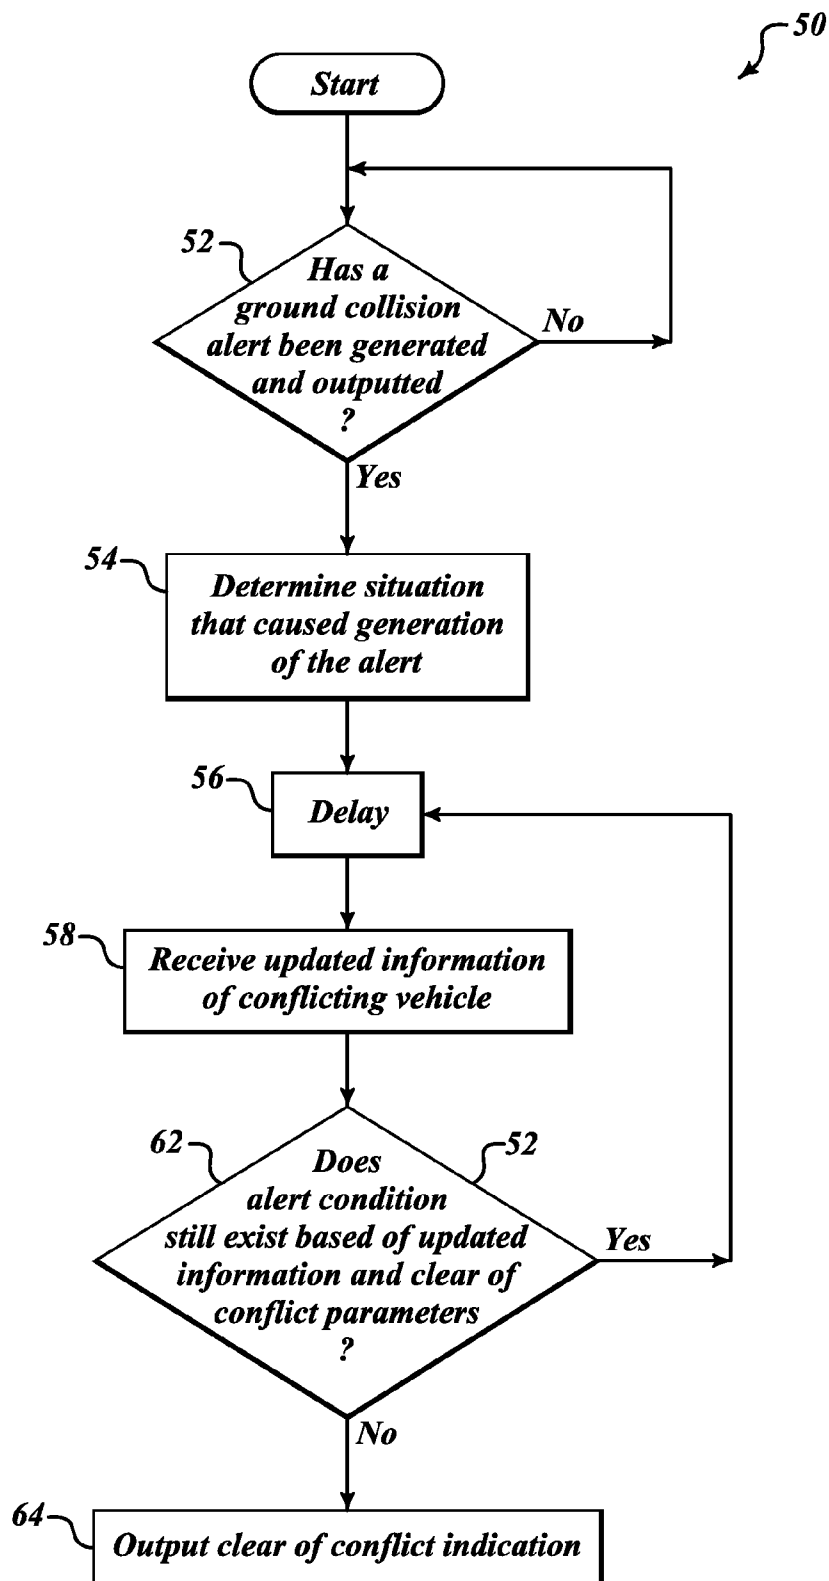 50
Start
52
Has a
ground collision
alert been generated
and outputted
?
No
Yes
54
Determine situation
that caused generation
of the alert
56
Delay
58
Receive updated information
of conflicting vehicle
62
52
Does
alert condition
still exist based of updated
information and clear of
conflict parameters
?
Yes
No
64
Output clear of conflict indication